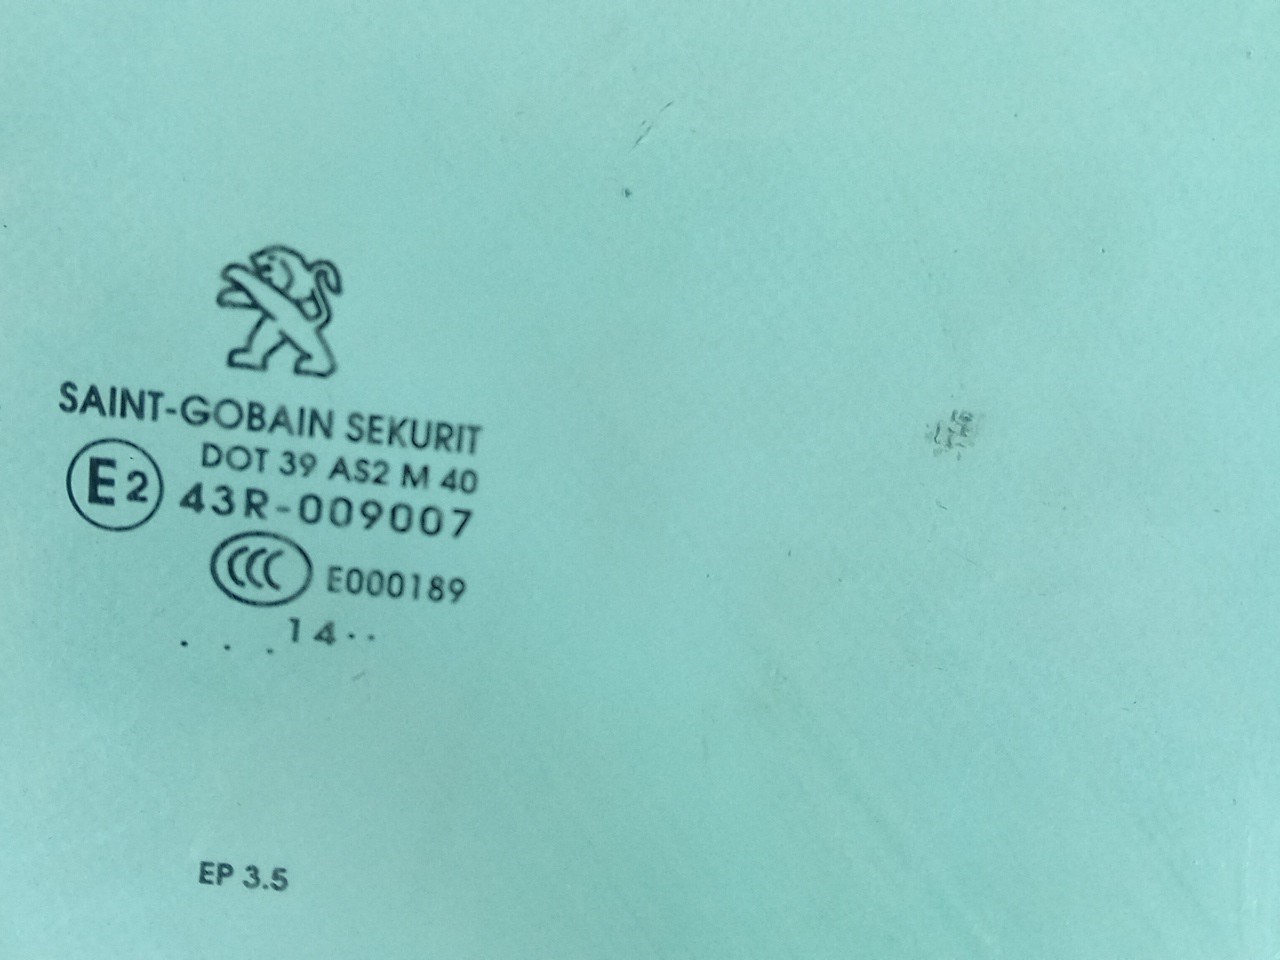 SAINT-GOBAIN SEKURIT
DOT 39 AS2 M 40
E2 43R-009007
CCC E000189
. . . 14 . .
EP 3.5